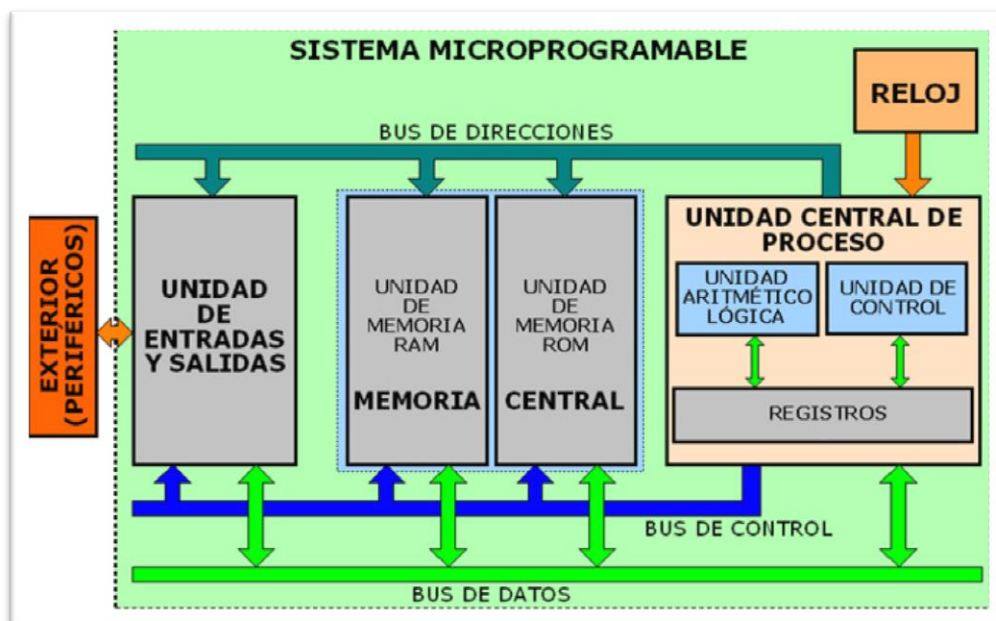 SISTEMA MICROPROGRAMABLE
RELOJ
BUS DE DIRECCIONES
EXTERIOR
(PERIFÉRICOS)
UNIDAD
DE
ENTRADAS
Y SALIDAS
UNIDAD
DE
MEMORIA
RAM
MEMORIA
UNIDAD
DE
MEMORIA
ROM
CENTRAL
UNIDAD CENTRAL DE
PROCESO
UNIDAD
ARITMÉTICO
LÓGICA
UNIDAD DE
CONTROL
REGISTROS
BUS DE CONTROL
BUS DE DATOS